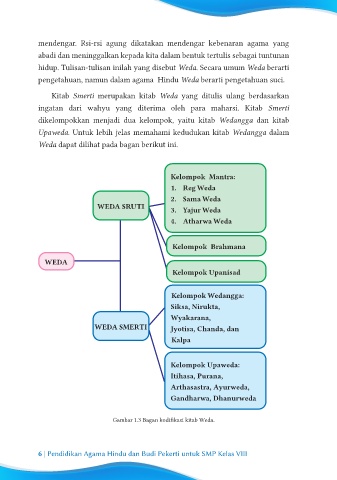 mendengar. Rsi-rsi agung dikatakan mendengar kebenaran agama yang
abadi dan meninggalkan kepada kita dalam bentuk tertulis sebagai tuntunan
hidup. Tulisan-tulisan inilah yang disebut Weda. Secara umum Weda berarti
pengetahuan, namun dalam agama Hindu Weda berarti pengetahuan suci.
Kitab Smerti merupakan kitab Weda yang ditulis ulang berdasarkan
ingatan dari wahyu yang diterima oleh para maharsi. Kitab Smerti
dikelompokkan menjadi dua kelompok, yaitu kitab Wedangga dan kitab
Upaweda. Untuk lebih jelas memahami kedudukan kitab Wedangga dalam
Weda dapat dilihat pada bagan berikut ini.
WEDA
WEDA SRUTI
Kelompok Mantra:
1. Reg Weda
2. Sama Weda
3. Yajur Weda
4. Atharwa Weda
Kelompok Brahmana
Kelompok Upanisad
WEDA SMERTI
Kelompok Wedangga:
Siksa, Nirukta,
Wyakarana,
Jyotisa, Chanda, dan
Kalpa
Kelompok Upaweda:
Itihasa, Purana,
Arthasastra, Ayurweda,
Gandharwa, Dhanurweda
Gambar 1.3 Bagan kodifikasi kitab Weda.
6 | Pendidikan Agama Hindu dan Budi Pekerti untuk SMP Kelas VIII